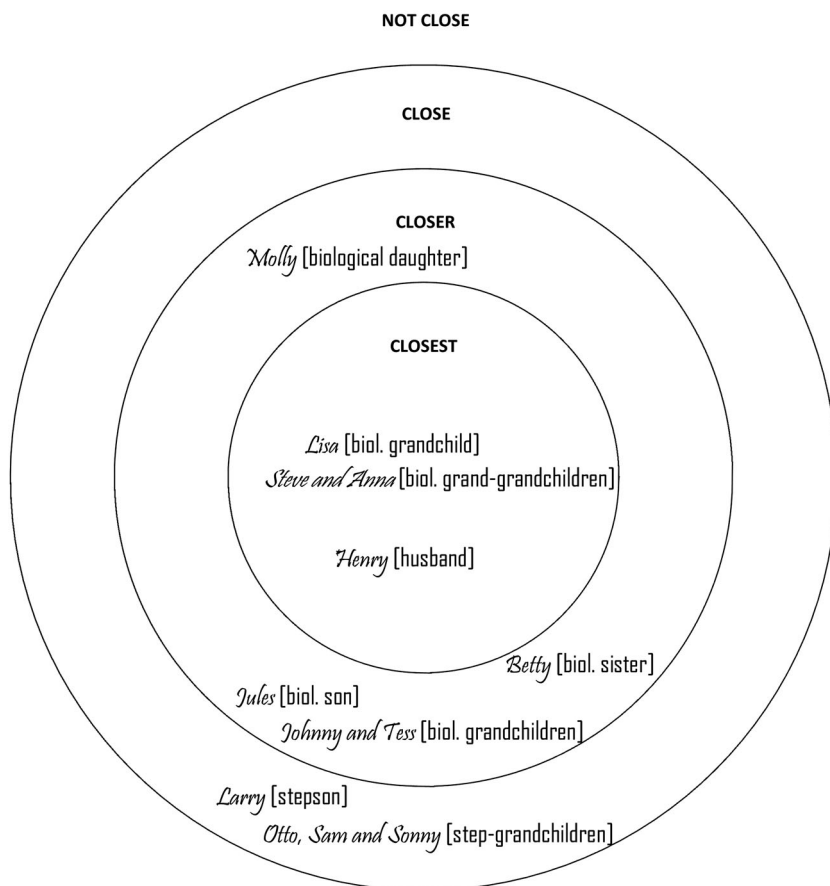 NOT CLOSE
CLOSE
CLOSER
Molly [biological daughter]
CLOSEST
Lisa [biol. grandchild]
Steve and Anna [biol. grand-grandchildren]
Henry [husband]
Betty [biol. sister]
Jules [biol. son]
Johnny and Tess [biol. grandchildren]
Larry [stepson]
Otto, Sam and Sonny [step-grandchildren]